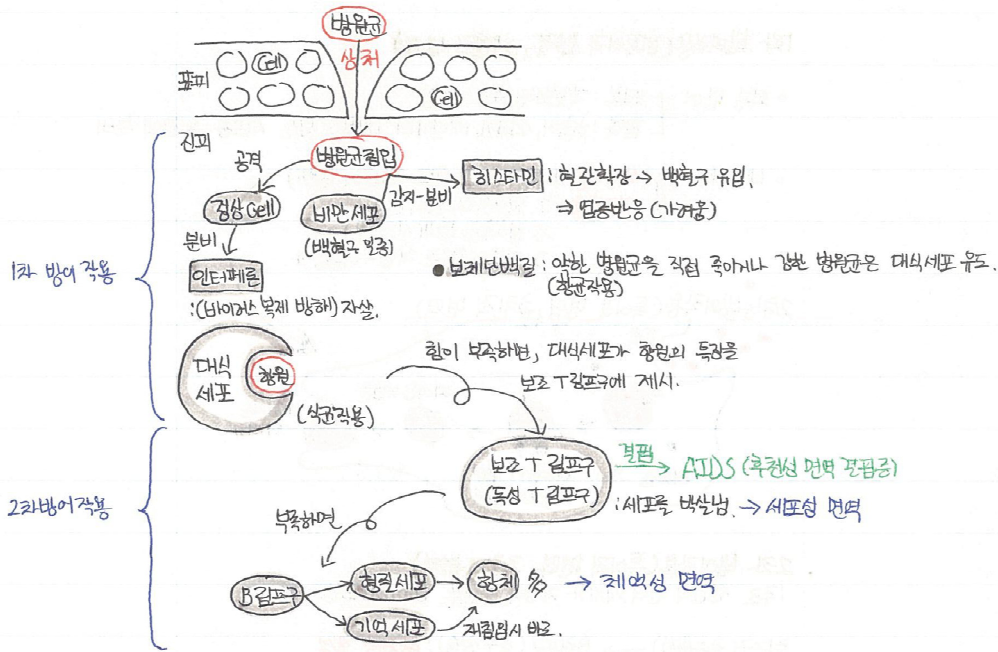 병원균
상처
표피
Cell
Cell
진피
병원균 침입
공격
감지-분비
히스타민 : 혈관확장 → 백혈구 유입.
⇒ 염증반응 (가려움)
정상 Cell
비만세포
(백혈구 일종)
분비
인터페론
:(바이러스 복제 방해) 자살.
1차 방어 작용
● 보체단백질 : 약한 병원균을 직접 죽이거나 강한 병원균은 대식세포 유도.
(항균작용)
대식
세포
항원
(식균작용)
힘이 부족하면, 대식세포가 항원의 특징을
보조 T 림프구에 제시.
2차방어작용
보조 T 림프구
(독성 T 림프구)
결핍
AIDS (후천성 면역 결핍증)
:세포를 박살냄. → 세포성 면역
부족하면
B림프구
형질세포
항체 多
→ 체액성 면역
기억세포
재침입시 바로.